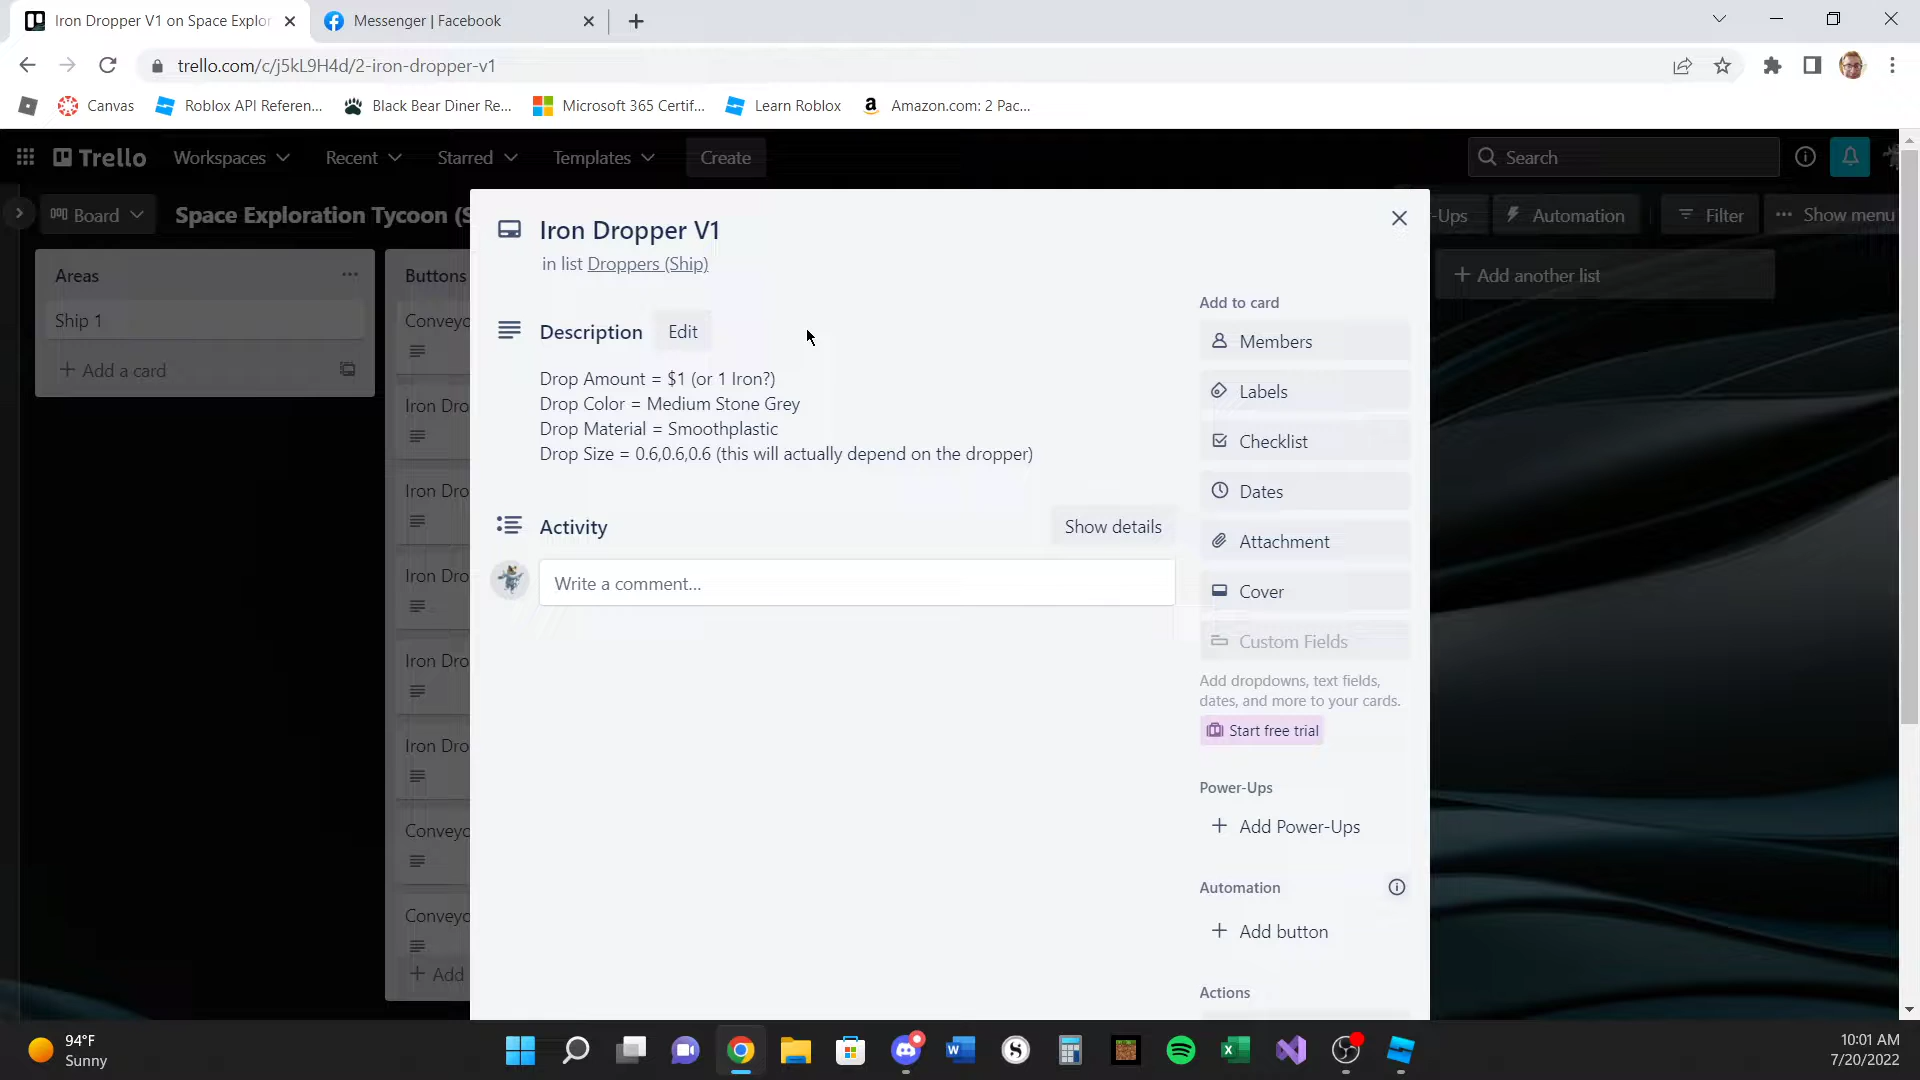 Iron Dropper V1 on Space Explor
Messenger | Facebook
trello.com/c/j5kL9H4d/2-iron-dropper-v1
Canvas
Roblox API Referen...
Black Bear Diner Re...
Microsoft 365 Certif...
Learn Roblox
Amazon.com: 2 Pac...
Trello
Workspaces
Recent
Starred
Templates
Create
Search
Board
Space Exploration Tycoon (S
-Ups
Automation
Filter
Show menu
Areas
Ship 1
Add a card
Buttons
Conveyo
Iron Dro
Iron Dro
Iron Dro
Iron Dro
Iron Dro
Conveyo
Conveyo
Add
Add another list
Iron Dropper V1
in list Droppers (Ship)
Description
Edit
Drop Amount = $1 (or 1 Iron?)
Drop Color = Medium Stone Grey
Drop Material = Smoothplastic
Drop Size = 0.6,0.6,0.6 (this will actually depend on the dropper)
Activity
Show details
Write a comment...
Add to card
Members
Labels
Checklist
Dates
Attachment
Cover
Custom Fields
Add dropdowns, text fields,
dates, and more to your cards.
Start free trial
Power-Ups
Add Power-Ups
Automation
Add button
Actions
94°F
Sunny
10:01 AM
7/20/2022